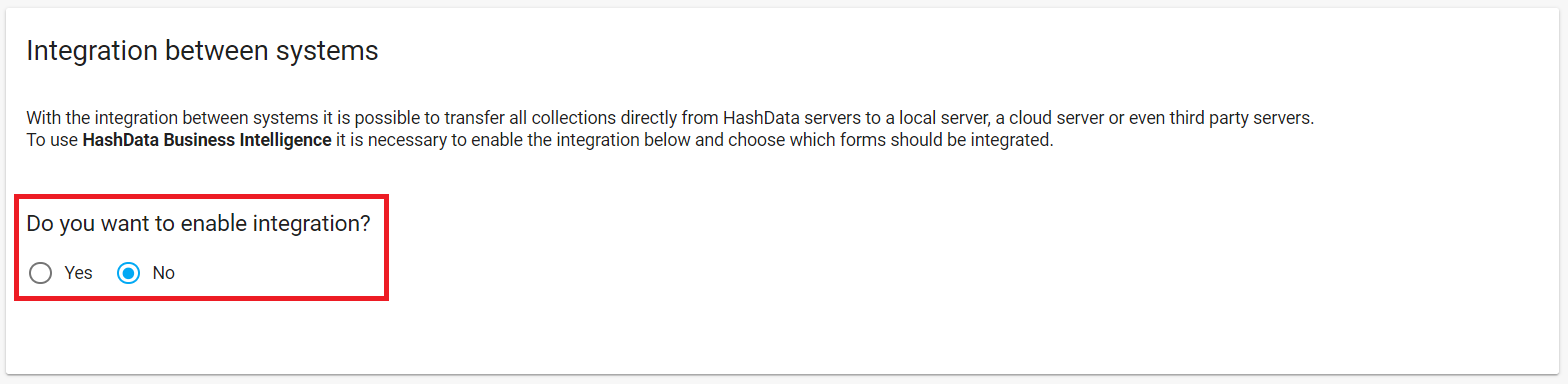 Integration between systems
With the integration between systems it is possible to transfer all collections directly from HashData servers to a local server, a cloud server or even third party servers.
To use HashData Business Intelligence it is necessary to enable the integration below and choose which forms should be integrated.
Do you want to enable integration?
Yes No